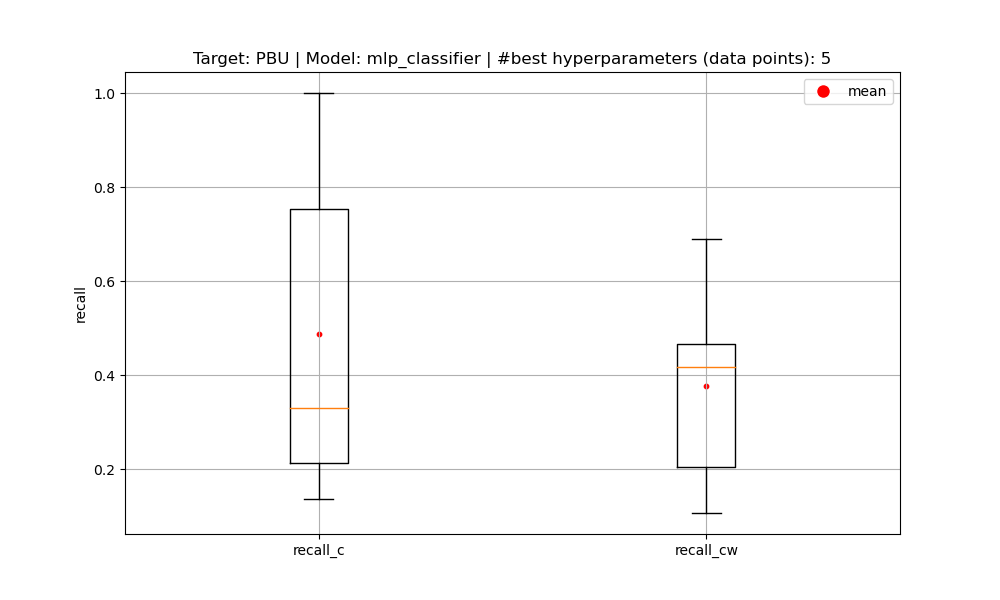 Target: PBU | Model: mlp_classifier | #best hyperparameters (data points): 5
mean
1.0
0.8
0.6
0.4
0.2
recall
recall_c
recall_cw